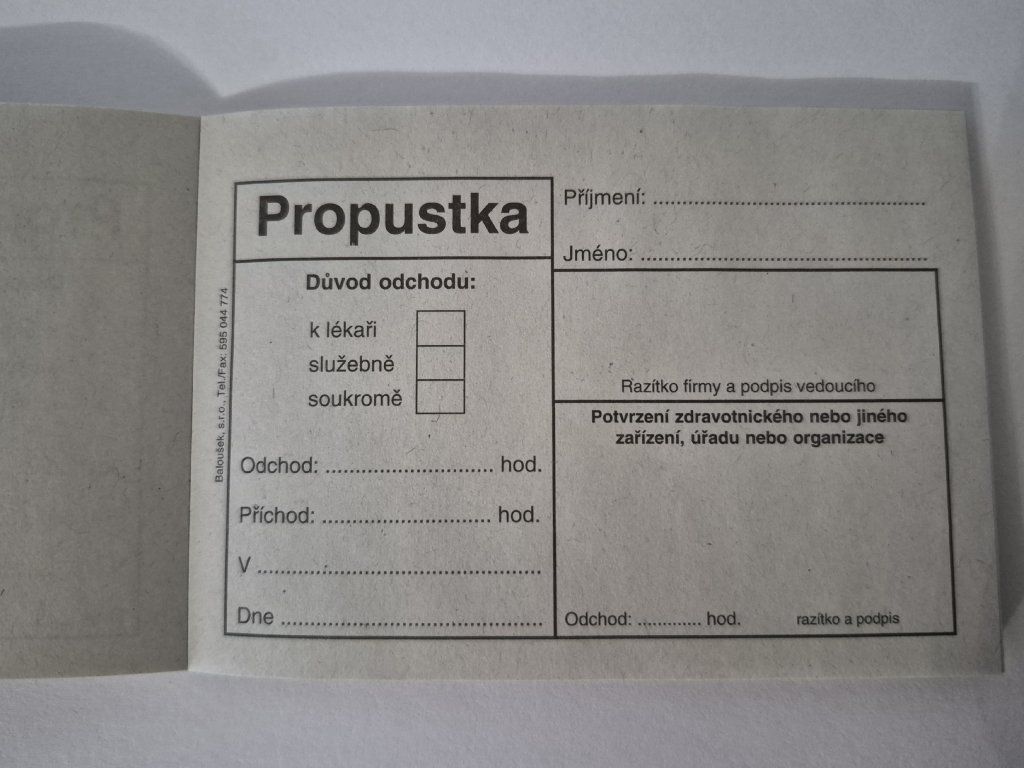 Propustka
Důvod odchodu:
k lékaři
služebně
soukromě
Odchod: ............................. hod.
Příchod: ............................. hod.
V .................................................
Dne .............................................
Příjmení: ...............................................
Jméno: .................................................
Razítko firmy a podpis vedoucího
Potvrzení zdravotnického nebo jiného
zařízení, úřadu nebo organizace
Odchod: ............. hod. razítko a podpis
Baloušek, s.r.o., Tel./Fax: 595 044 774